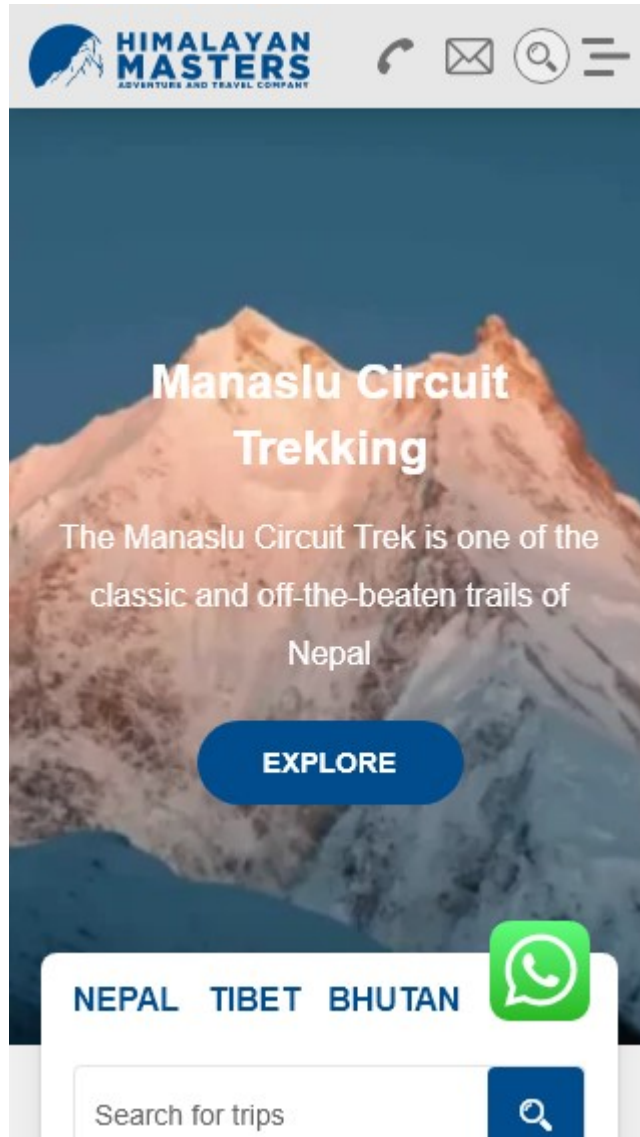 HIMALAYAN
MASTERS
ADVENTURE AND TRAVEL COMPANY
Manaslu Circuit
Trekking
The Manaslu Circuit Trek is one of the
classic and off-the-beaten trails of
Nepal
EXPLORE
NEPAL TIBET BHUTAN
Search for trips